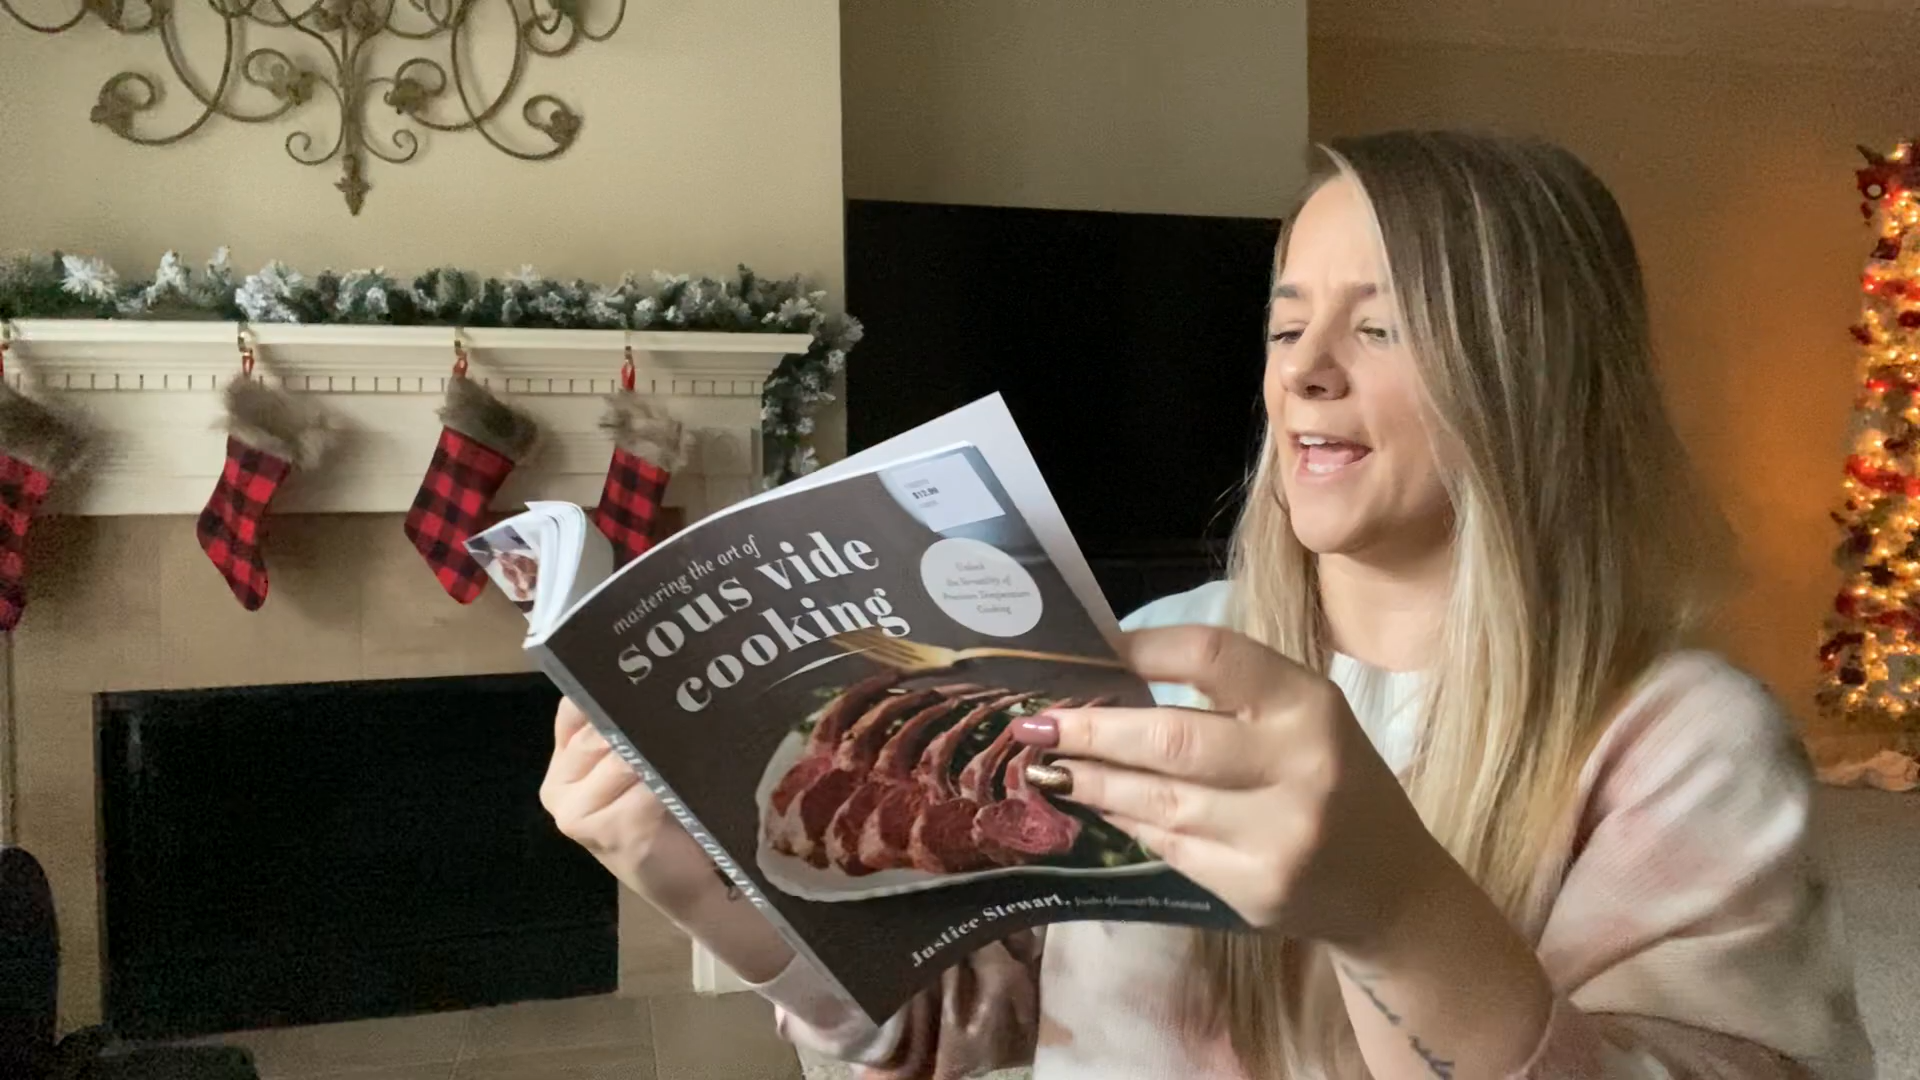 mastering the art of
sous vide
cooking
$12.99
Unlock
the Versatility of
Precision Temperature
Cooking
SOUS VIDE COOKING
Justice Stewart,